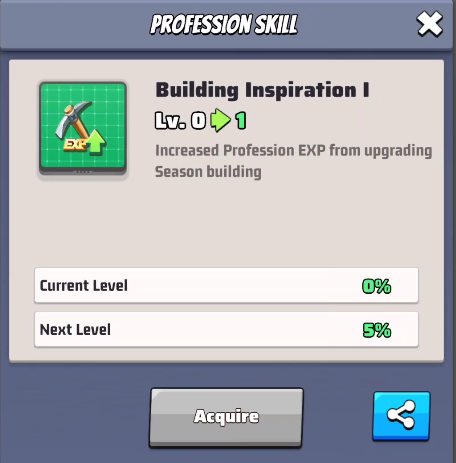 PROFESSION SKILL
Building Inspiration I
Lv. 0 1
EXP
Increased Profession EXP from upgrading
Season building
Current Level 0%
Next Level 5%
Acquire